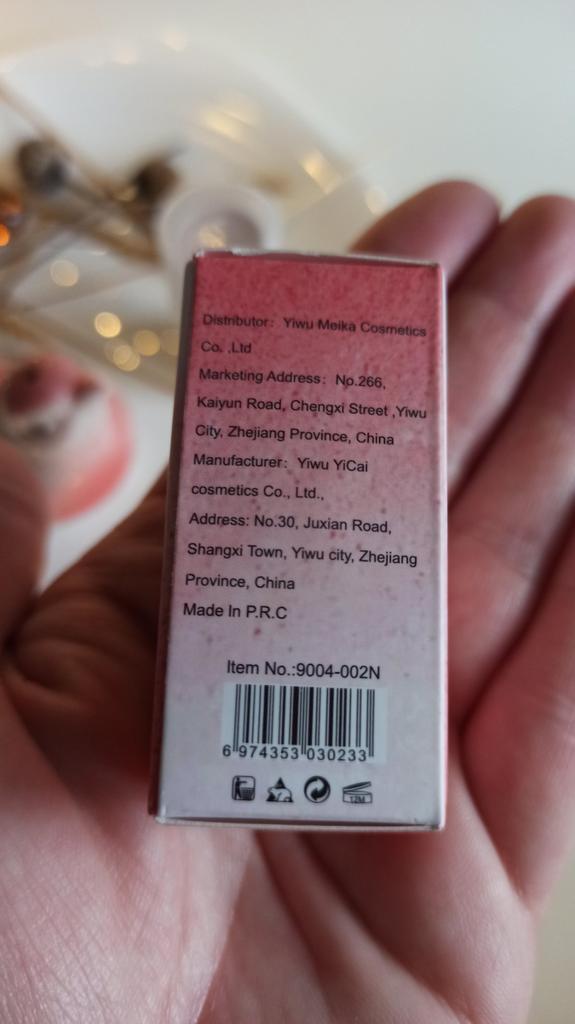 Distributor: Yiwu Meika Cosmetics
Co. ,Ltd
Marketing Address: No.266,
Kaiyun Road, Chengxi Street ,Yiwu
City, Zhejiang Province, China
Manufacturer: Yiwu YiCai
cosmetics Co., Ltd.,
Address: No.30, Juxian Road,
Shangxi Town, Yiwu city, Zhejiang
Province, China
Made In P.R.C
Item No.:9004-002N
6 974353 030233
12M